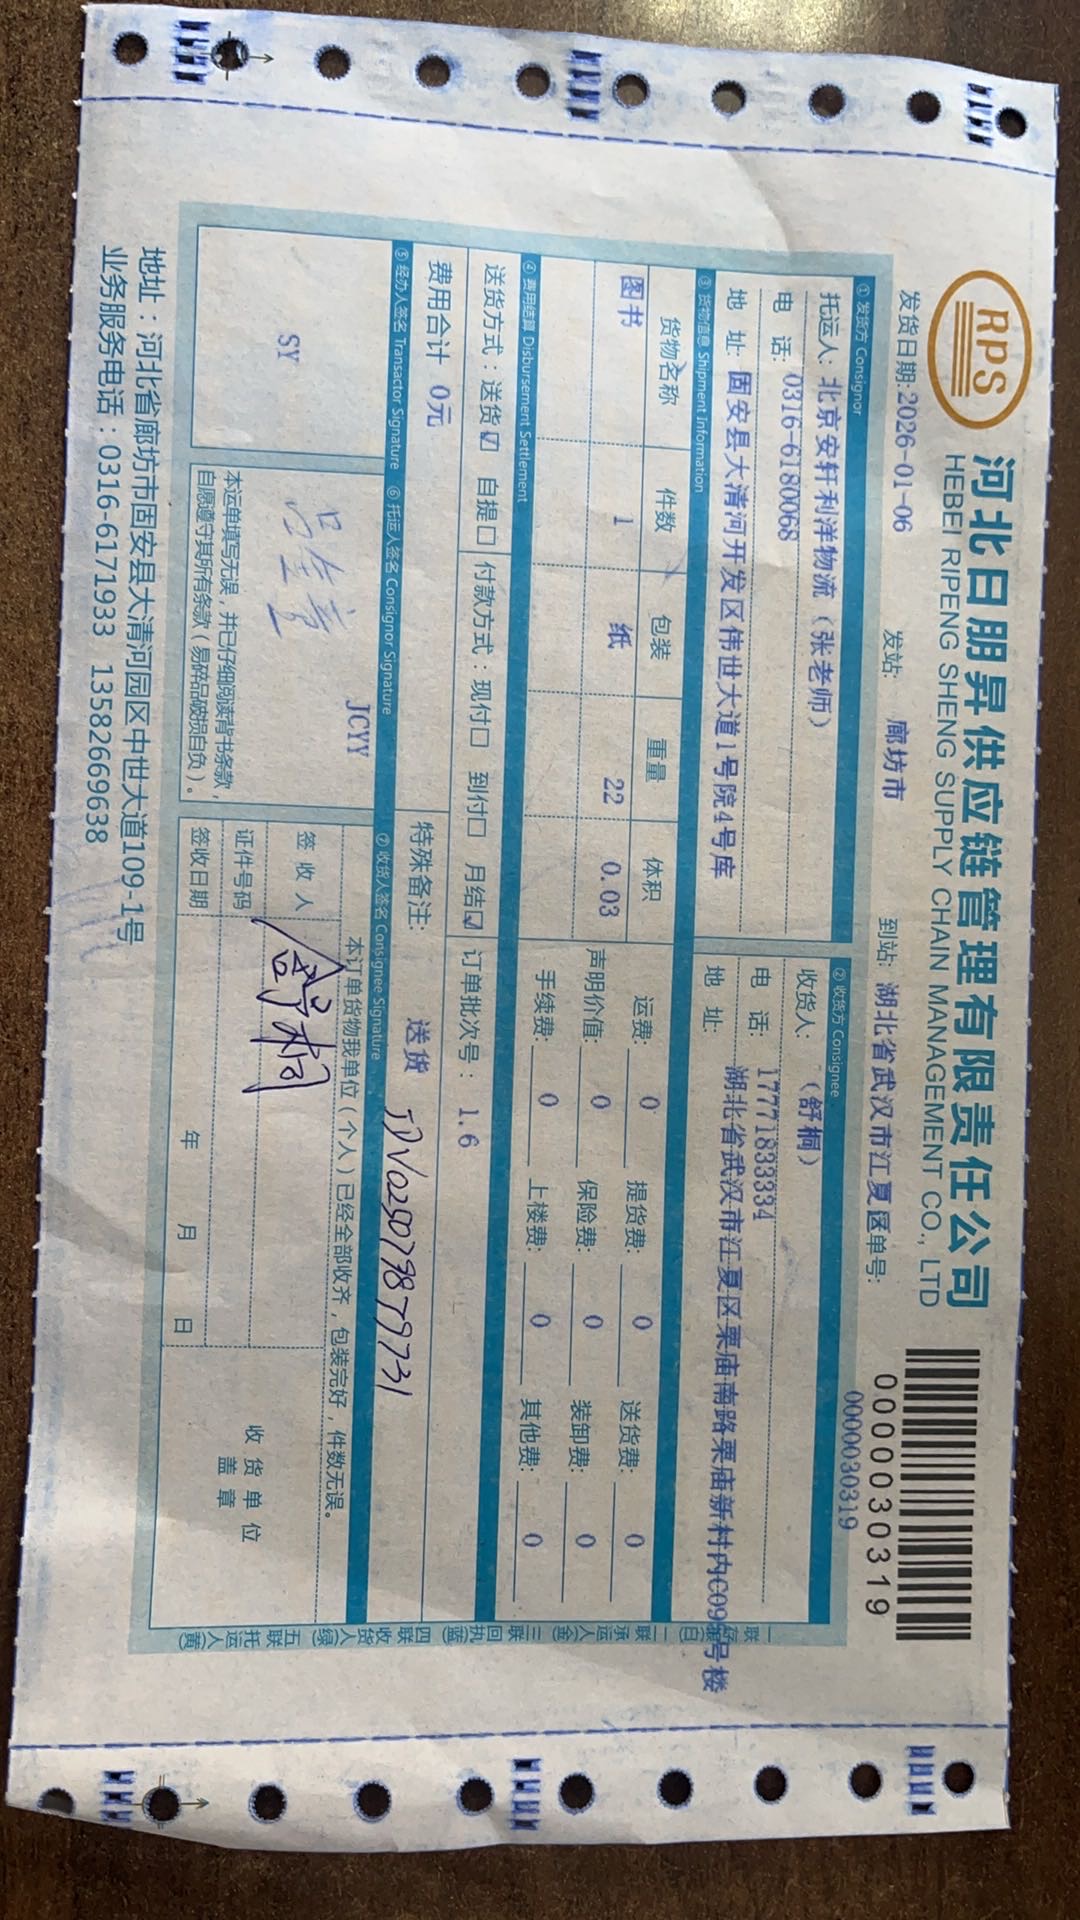 RPS
河北日朋昇供应链管理有限责任公司
HEBEI RIPENG SHENG SUPPLY CHAIN MANAGEMENT CO., LTD
0000030319
0000030319
发货日期:2026-01-06 发站: 廊坊市 到站: 湖北省武汉市江夏区 单号:
① 发货方 Consignor
托运人: 北京安轩利洋物流(张老师)
电 话: 0316-6180068
地 址: 固安县大清河开发区伟世大道1号院4号库
② 收货方 Consignee
收货人: (舒桐)
电 话: 17771833334
地 址: 湖北省武汉市江夏区栗庙南路栗庙新村内C09号楼
③ 货物信息 Shipment Information
货物名称 件数 包装 重量 体积
图书 1 纸 22 0.03
运费: 0 提货费: 0 送货费: 0
声明价值: 0 保险费: 0 装卸费: 0
手续费: 0 上楼费: 0 其他费: 0
④ 费用结算 Disbursement Settlement
送货方式:送货☑ 自提□ 付款方式:现付□ 到付□ 月结☑ 订单批次号: 1.6
费用合计 0元 特殊备注: 送货
JDV025077879731
⑤ 经办人签名 Transactor Signature ⑥ 托运人签名 Consignor Signature ⑦ 收货人签名 Consignee Signature
SY
JCYY
本运单填写无误,并已仔细阅读背书条款,
自愿遵守其所有条款(易碎品破损自负)。
本订单货物我单位(个人)已经全部收齐,包装完好,件数无误。
签 收 人 舒桐
证件号码
签收日期 年 月 日
收 货 单 位
盖 章
地址:河北省廊坊市固安县大清河园区中世大道109-1号
业务服务电话:0316-6171933 13582669638
一联存根(白) 二联承运人(金) 三联回执(蓝) 四联收货人(绿) 五联托运人(黄)